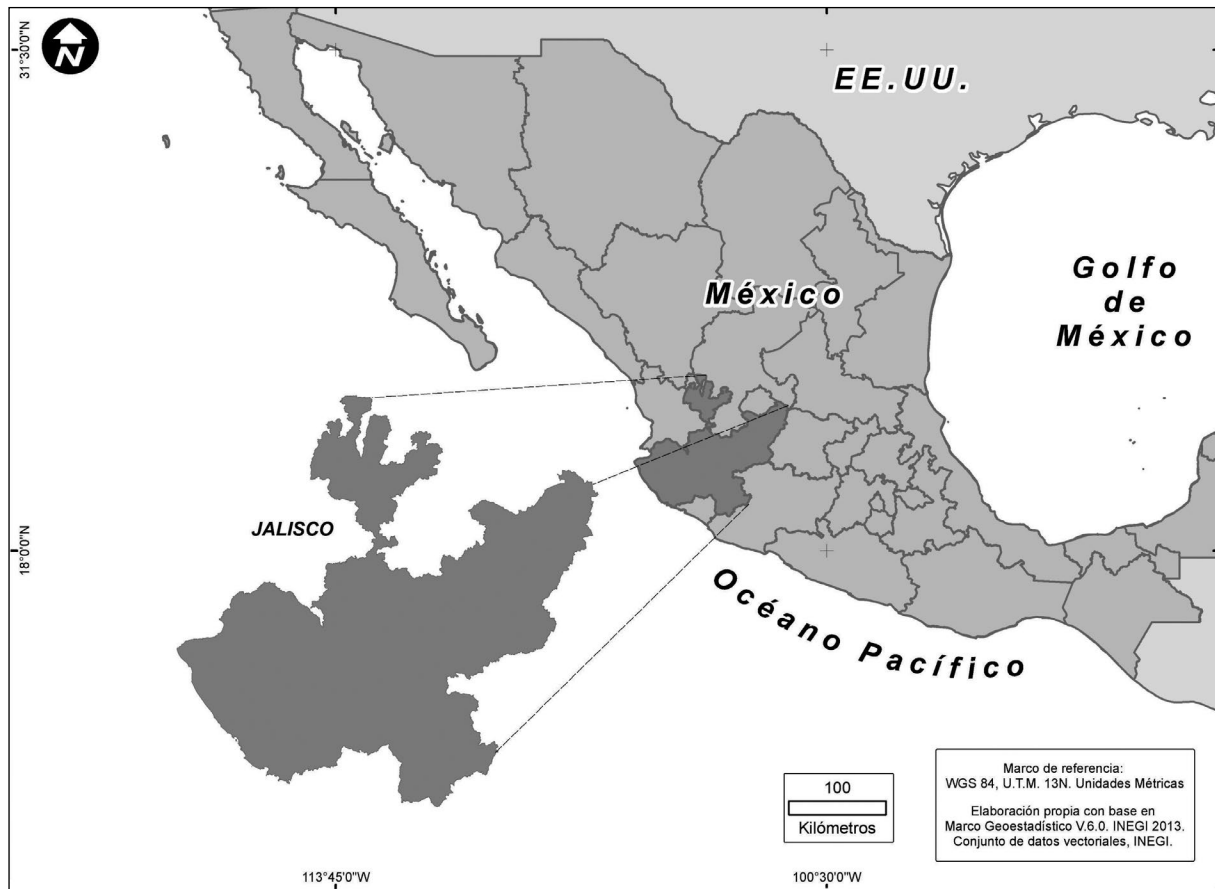 N
31°30'0"N
EE.UU.
México
Golfo
de
México
JALISCO
18°0'0"N
Océano Pacífico
100
Kilómetros
Marco de referencia:
WGS 84, U.T.M. 13N. Unidades Métricas
Elaboración propia con base en
Marco Geoestadístico V.6.0. INEGI 2013.
Conjunto de datos vectoriales, INEGI.
113°45'0"W
100°30'0"W